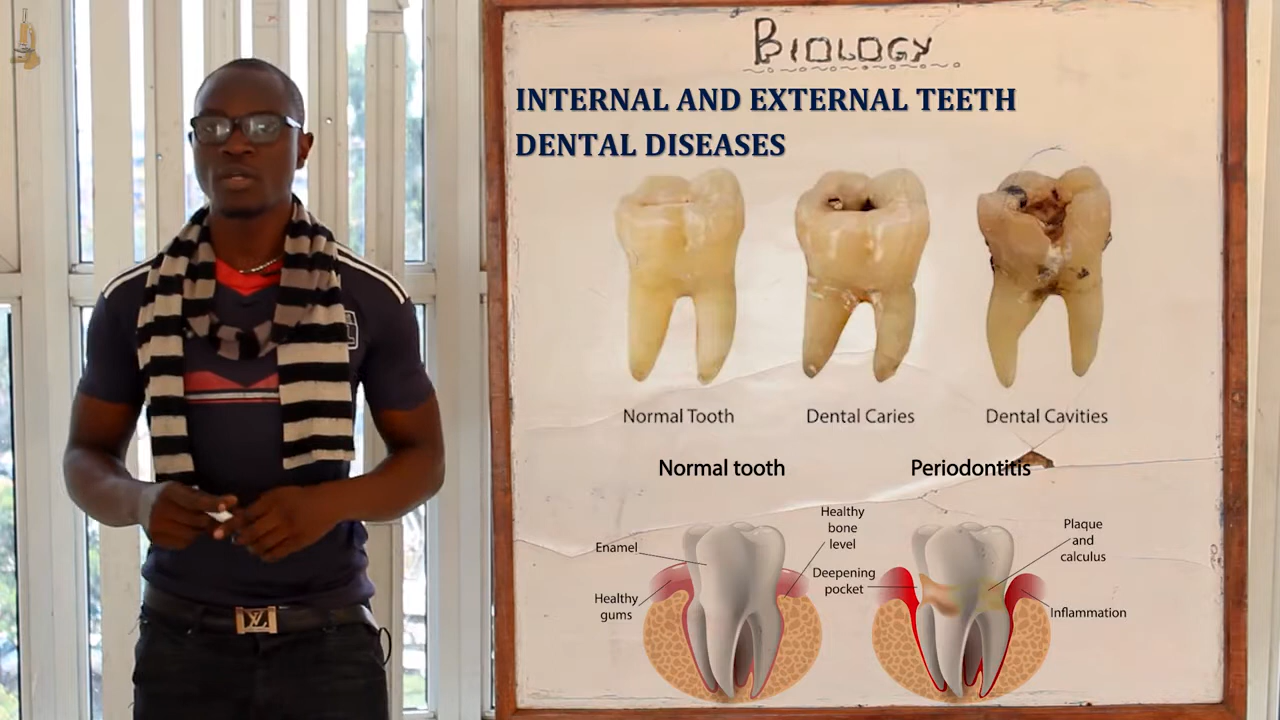 BIOLOGY
INTERNAL AND EXTERNAL TEETH
DENTAL DISEASES
Normal Tooth
Dental Caries
Dental Cavities
Normal tooth
Periodontitis
Enamel
Healthy
gums
Healthy
bone
level
Deepening
pocket
Plaque
and
calculus
Inflammation
LV